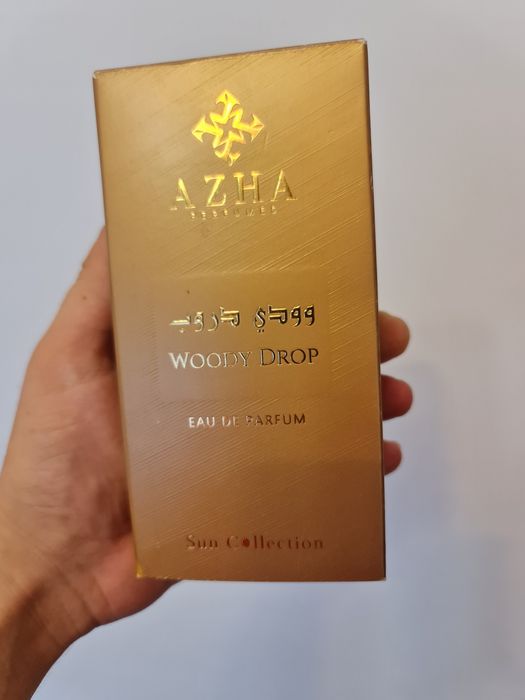 AZHA
PERFUMES
وودي دروب
WOODY DROP
EAU DE PARFUM
Sun Collection